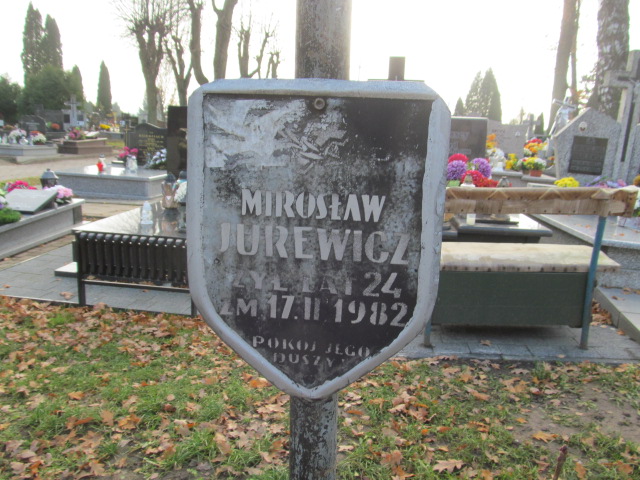 MIROSŁAW
JUREWICZ
ŻYŁ LAT 24
ZM 17.II 1982
POKÓJ JEGO
DUSZY